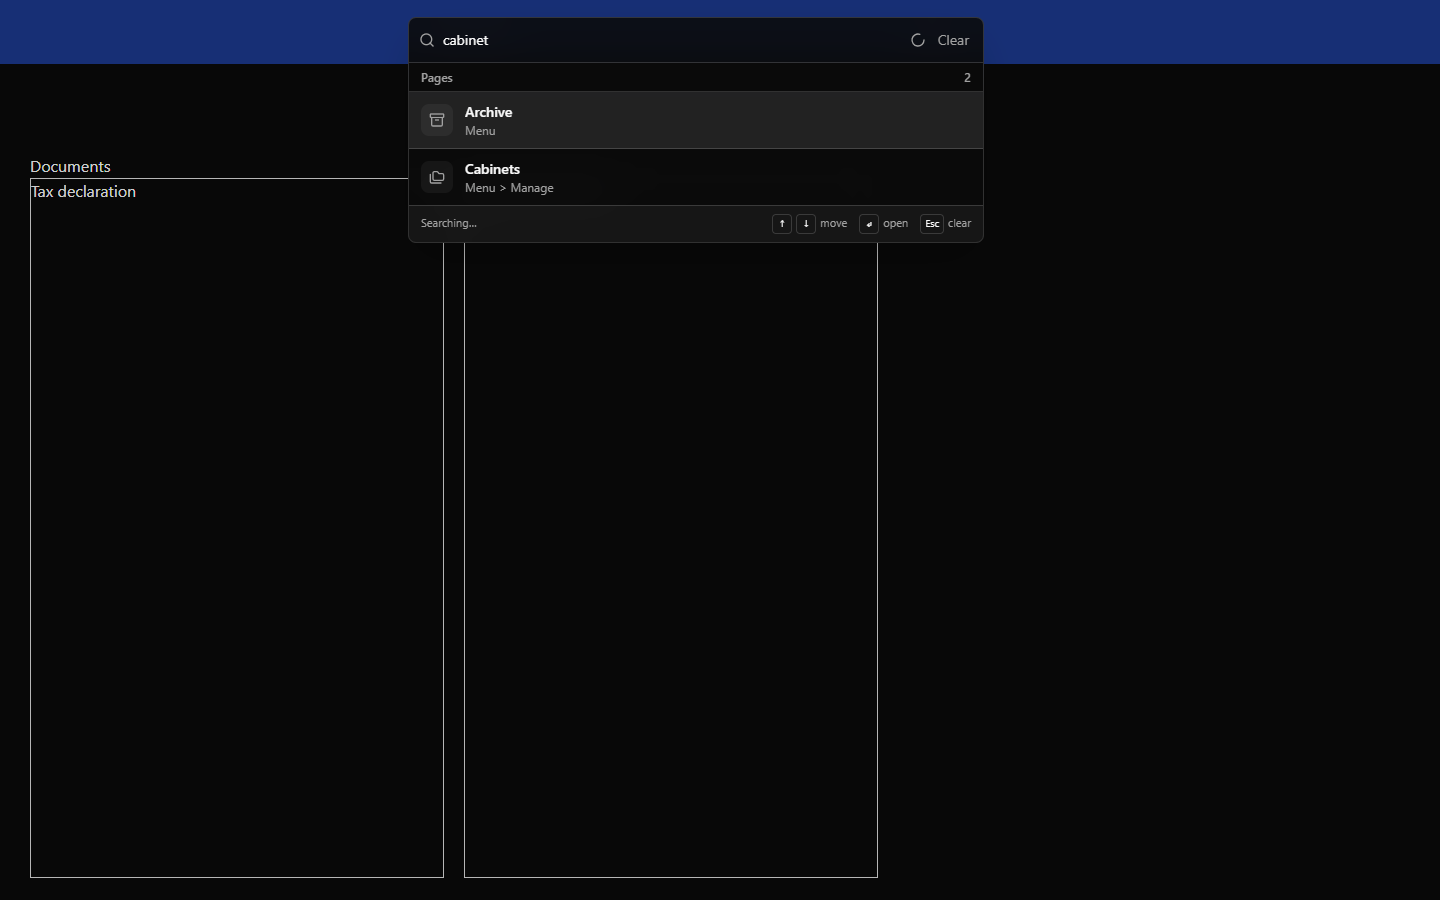 cabinet
Clear
Pages
2
Archive
Menu
Cabinets
Menu > Manage
Searching...
↑ ↓ move ↵ open Esc clear
Documents
Tax declaration